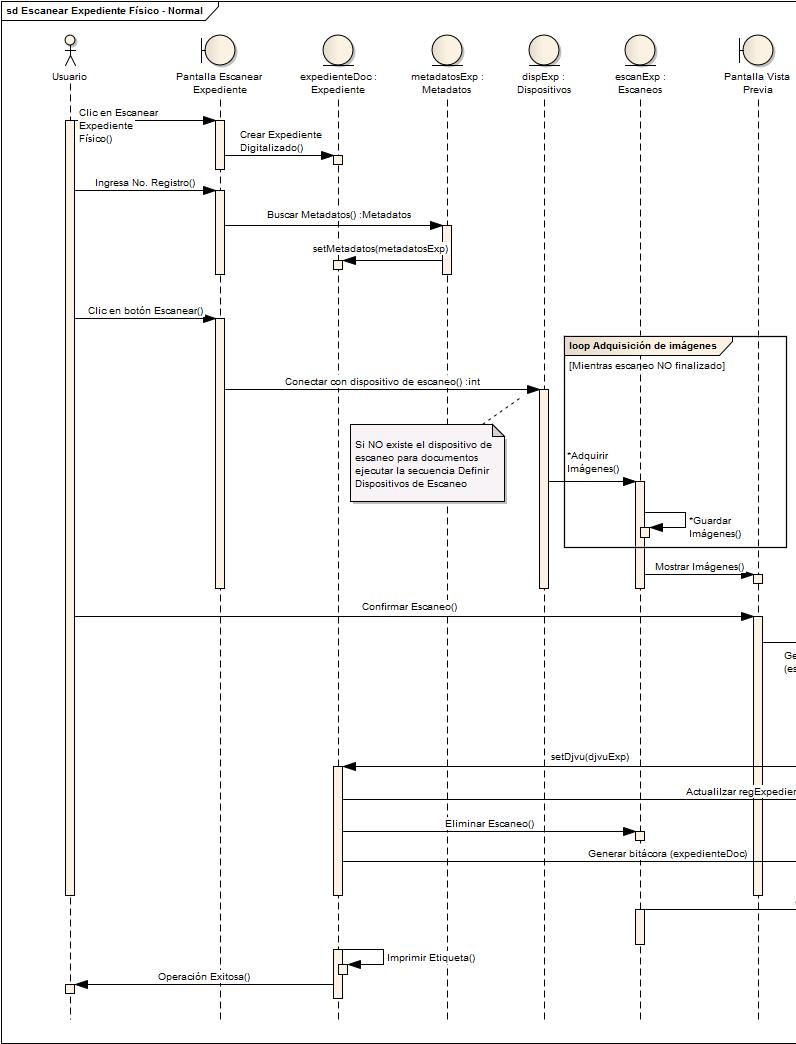 sd Escanear Expediente Físico - Normal
Usuario
Pantalla Escanear
Expediente
expedienteDoc :
Expediente
metadatosExp :
Metadatos
dispExp :
Dispositivos
escanExp :
Escaneos
Pantalla Vista
Previa
Clic en Escanear
Expediente
Físico()
Crear Expediente
Digitalizado()
Ingresa No. Registro()
Buscar Metadatos() :Metadatos
setMetadatos(metadatosExp)
Clic en botón Escanear()
loop Adquisición de imágenes
[Mientras escaneo NO finalizado]
Conectar con dispositivo de escaneo() :int
Si NO existe el dispositivo de
escaneo para documentos
ejecutar la secuencia Definir
Dispositivos de Escaneo
*Adquirir
Imágenes()
*Guardar
Imágenes()
Mostrar Imágenes()
Confirmar Escaneo()
Ge
(es
setDjvu(djvuExp)
Actualilzar regExpedien
Eliminar Escaneo()
Generar bitácora (expedienteDoc)
Imprimir Etiqueta()
Operación Exitosa()